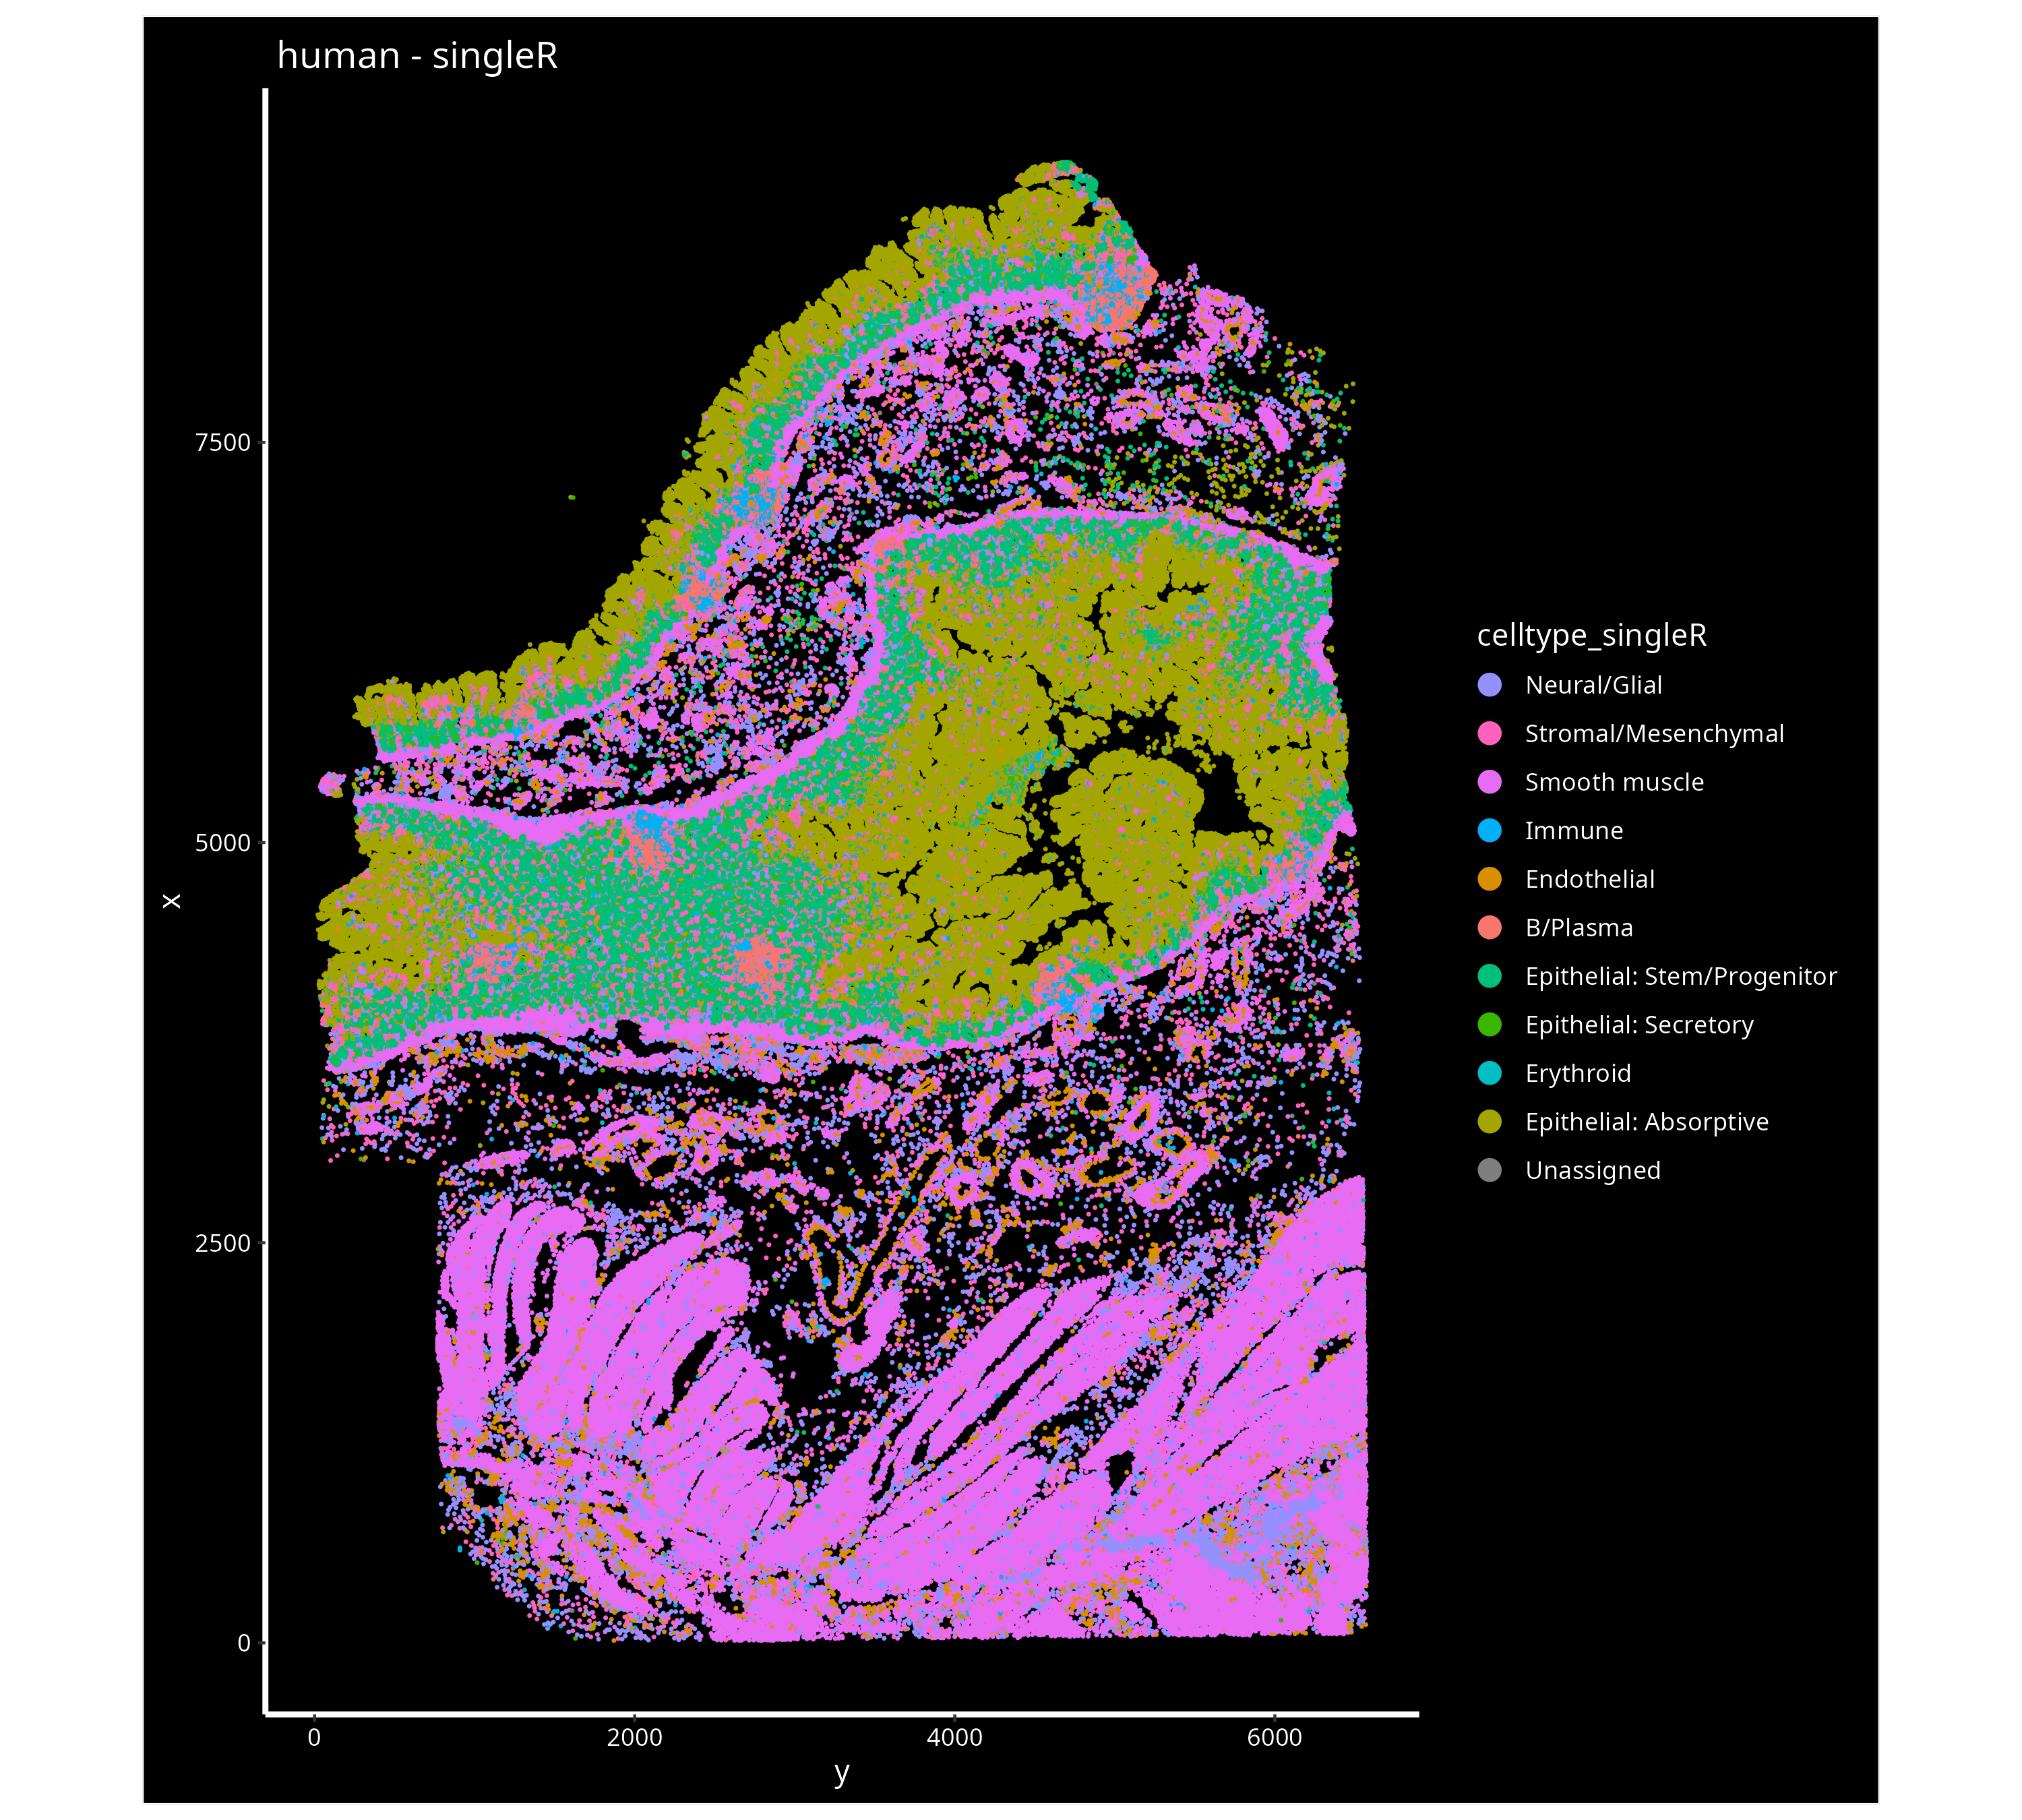 human - singleR
7500
5000
2500
0
x
0 2000 4000 6000
y
celltype_singleR
Neural/Glial
Stromal/Mesenchymal
Smooth muscle
Immune
Endothelial
B/Plasma
Epithelial: Stem/Progenitor
Epithelial: Secretory
Erythroid
Epithelial: Absorptive
Unassigned